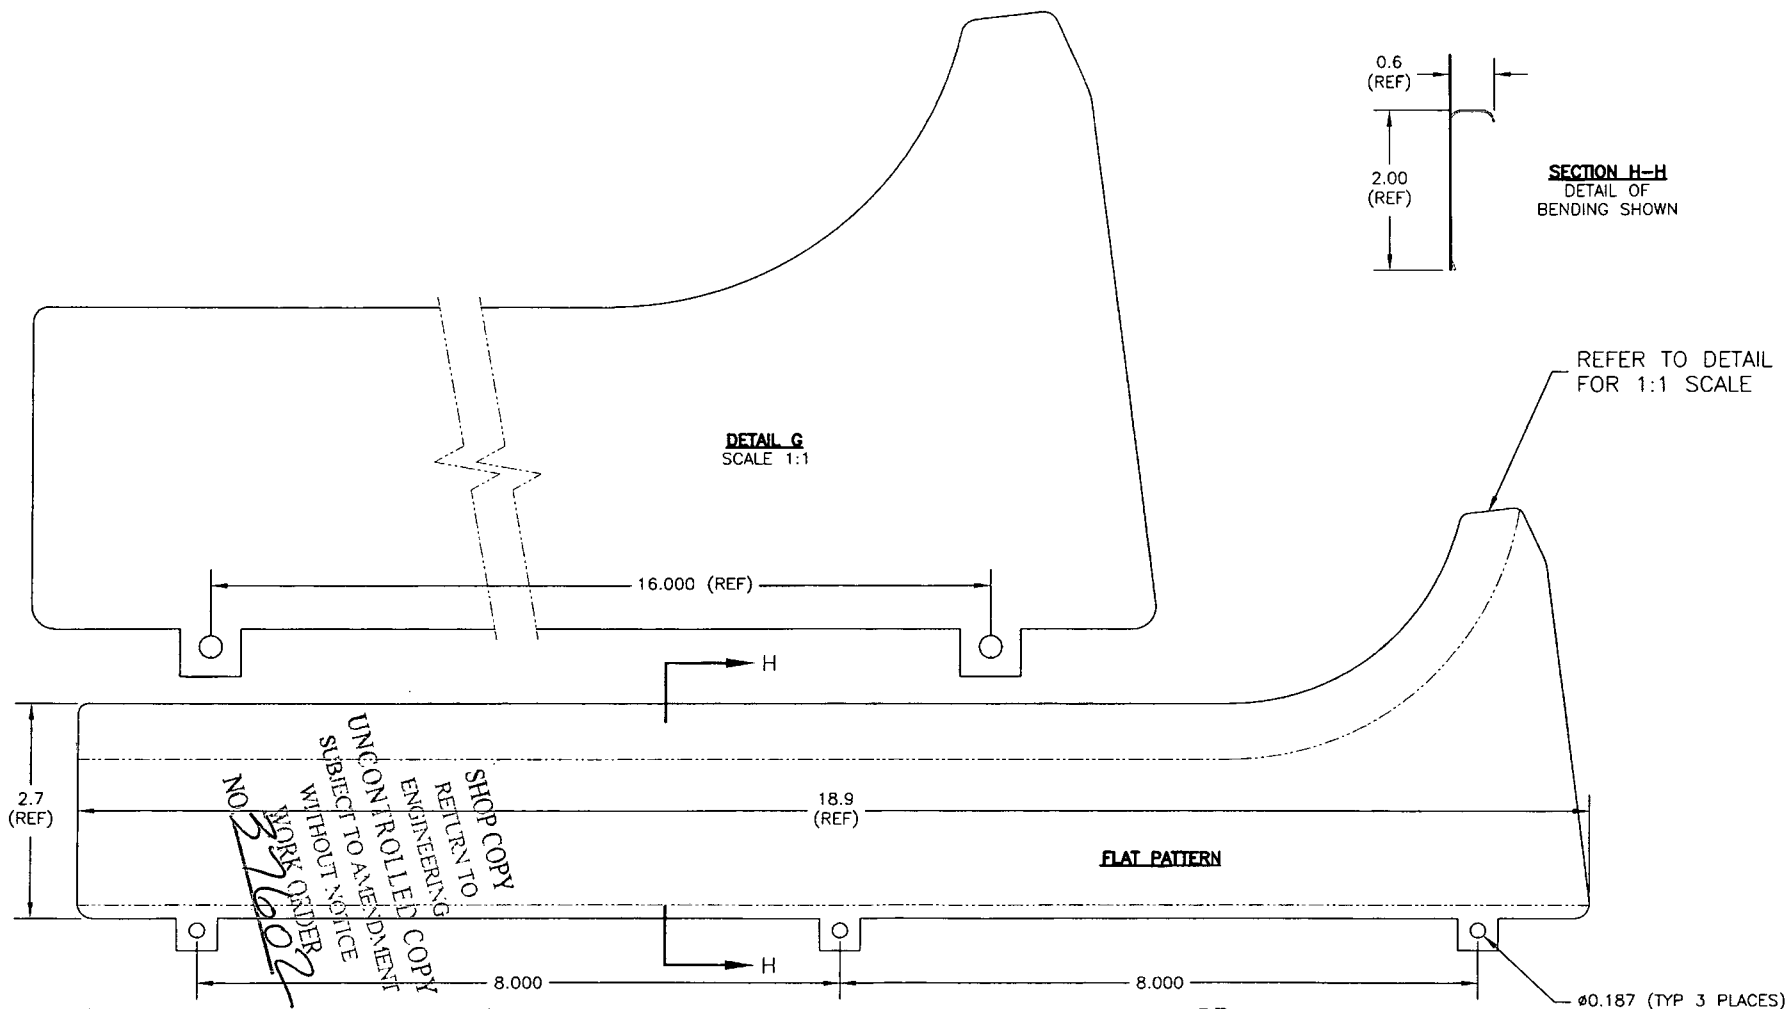 0.6
(REF)
2.00
(REF)
SECTION H-H
DETAIL OF
BENDING SHOWN
REFER TO DETAIL
FOR 1:1 SCALE
DETAIL G
SCALE 1:1
16.000 (REF)
H
2.7
(REF)
18.9
(REF)
FLAT PATTERN
SHOP COPY
RETURN TO
ENGINEERING
UNCONTROLLED COPY
SUBJECT TO AMENDMENT
WITHOUT NOTICE
WORK ORDER
NO 37602
H
8.000
8.000
ø0.187 (TYP 3 PLACES)